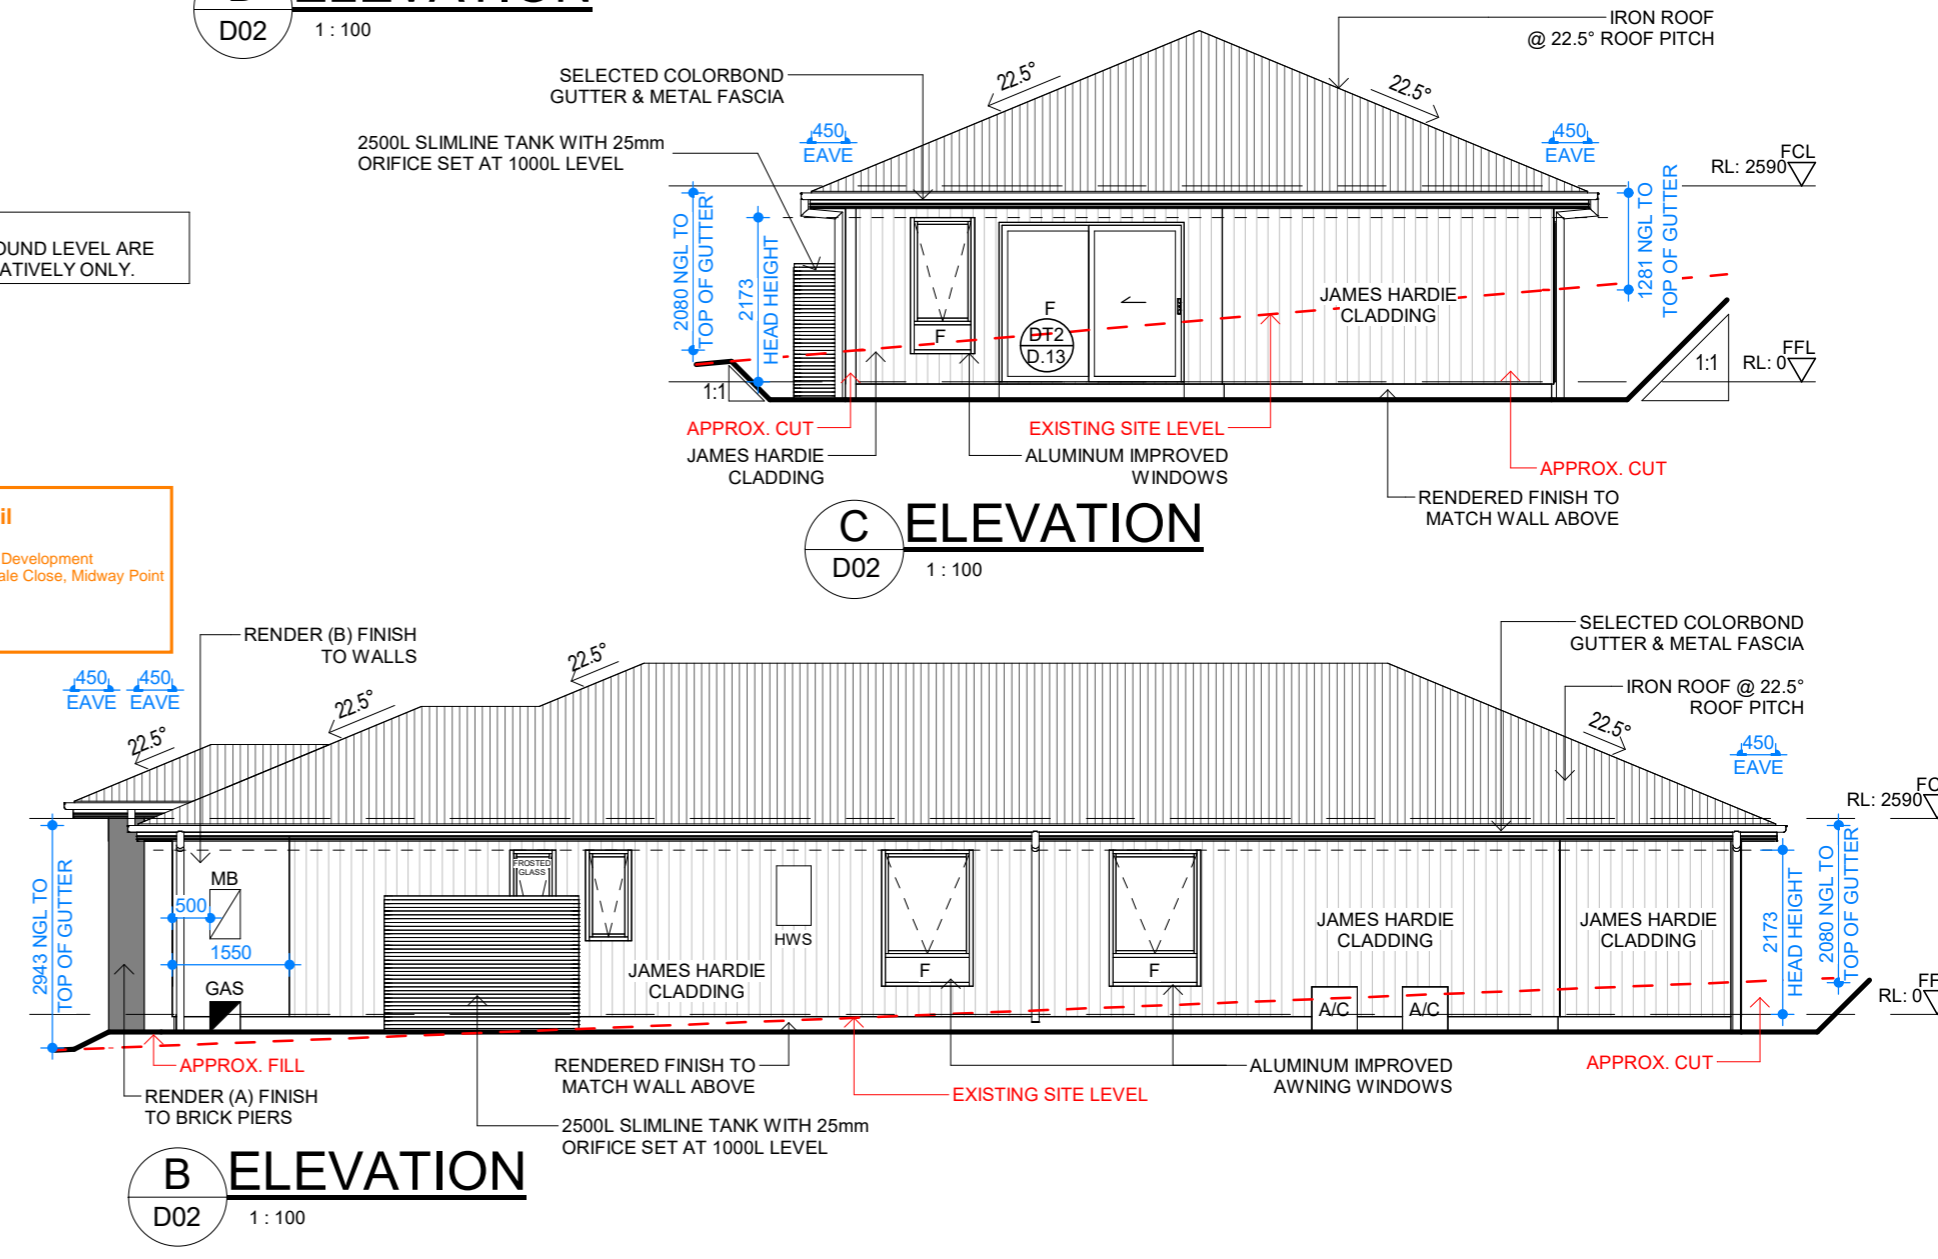 ELEVATION
D02
1 : 100
IRON ROOF
@ 22.5° ROOF PITCH
SELECTED COLORBOND
GUTTER & METAL FASCIA
22.5°
22.5°
2500L SLIMLINE TANK WITH 25mm
ORIFICE SET AT 1000L LEVEL
450
EAVE
450
EAVE
FCL
RL: 2590
2080 NGL TO
TOP OF GUTTER
2173
HEAD HEIGHT
1281 NGL TO
TOP OF GUTTER
OUND LEVEL ARE
ATIVELY ONLY.
F
F
DT2
D.13
JAMES HARDIE
CLADDING
FFL
RL: 0
1:1
1:1
APPROX. CUT
EXISTING SITE LEVEL
JAMES HARDIE
CLADDING
ALUMINUM IMPROVED
WINDOWS
APPROX. CUT
RENDERED FINISH TO
MATCH WALL ABOVE
C
D02
ELEVATION
1 : 100
il
Development
ale Close, Midway Point
RENDER (B) FINISH
TO WALLS
SELECTED COLORBOND
GUTTER & METAL FASCIA
450
EAVE
450
EAVE
22.5°
22.5°
22.5°
IRON ROOF @ 22.5°
ROOF PITCH
22.5°
450
EAVE
FC
RL: 2590
2943 NGL TO
TOP OF GUTTER
MB
500
1550
GAS
FROSTED
GLASS
HWS
JAMES HARDIE
CLADDING
F
F
JAMES HARDIE
CLADDING
JAMES HARDIE
CLADDING
A/C
A/C
2173
HEAD HEIGHT
2080 NGL TO
TOP OF GUTTER
FF
RL: 0
APPROX. FILL
RENDER (A) FINISH
TO BRICK PIERS
RENDERED FINISH TO
MATCH WALL ABOVE
EXISTING SITE LEVEL
ALUMINUM IMPROVED
AWNING WINDOWS
APPROX. CUT
2500L SLIMLINE TANK WITH 25mm
ORIFICE SET AT 1000L LEVEL
B
D02
ELEVATION
1 : 100